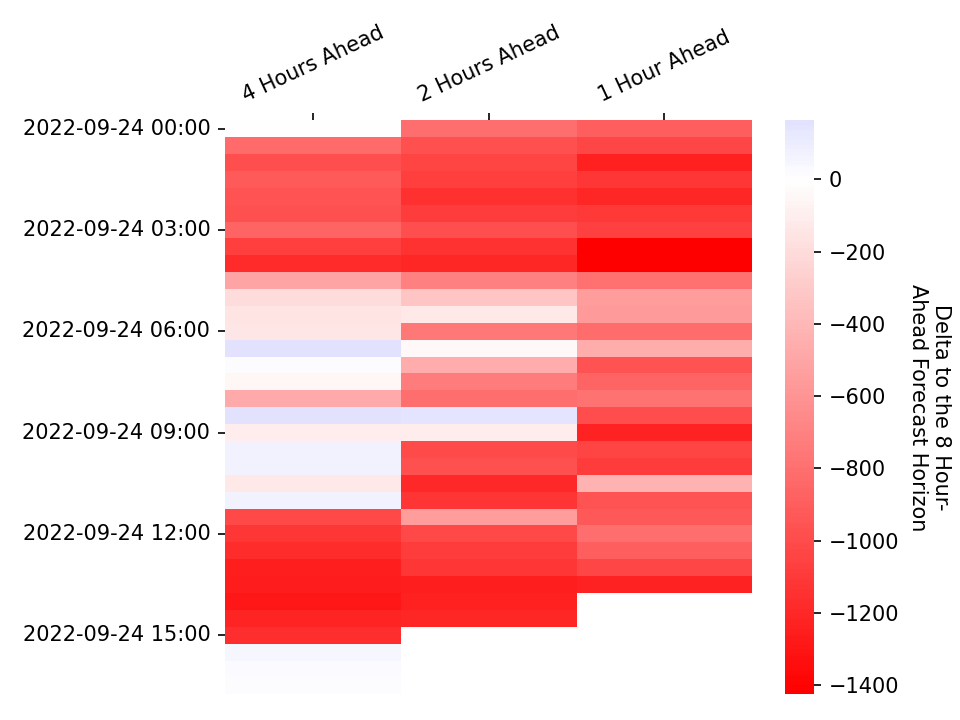 4 Hours Ahead
2 Hours Ahead
1 Hour Ahead
2022-09-24 00:00
2022-09-24 03:00
2022-09-24 06:00
2022-09-24 09:00
2022-09-24 12:00
2022-09-24 15:00
0
−200
−400
−600
−800
−1000
−1200
−1400
Delta to the 8 Hour-
Ahead Forecast Horizon